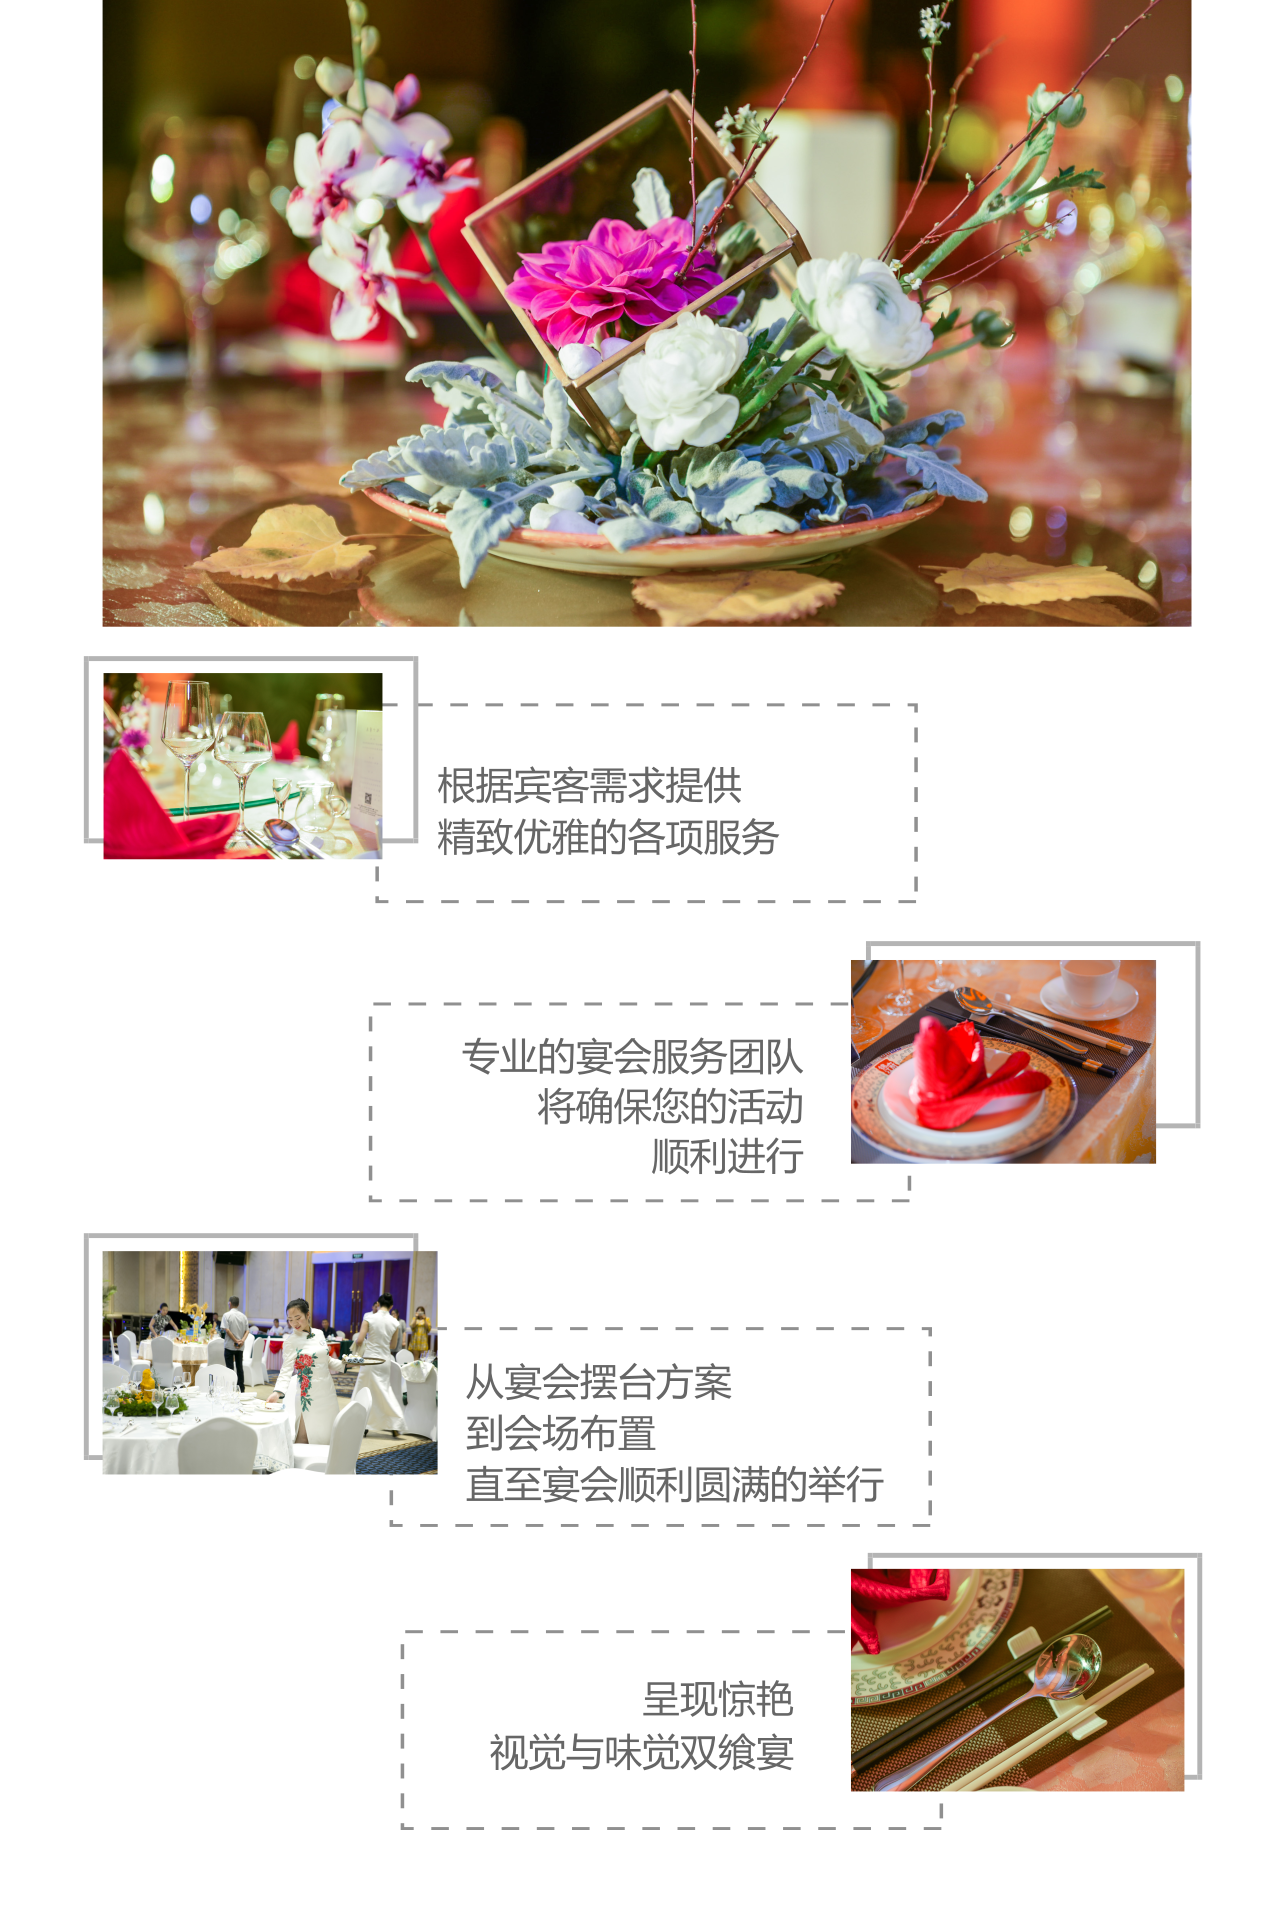 根据宾客需求提供
精致优雅的各项服务
专业的宴会服务团队
将确保您的活动
顺利进行
从宴会摆台方案
到会场布置
直至宴会顺利圆满的举行
呈现惊艳
视觉与味觉双飨宴